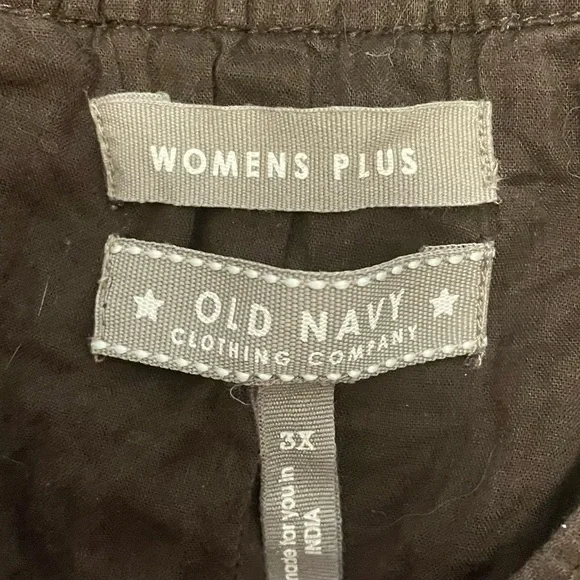 WOMENS PLUS
OLD NAVY
CLOTHING COMPANY
3X
made for you in
INDIA